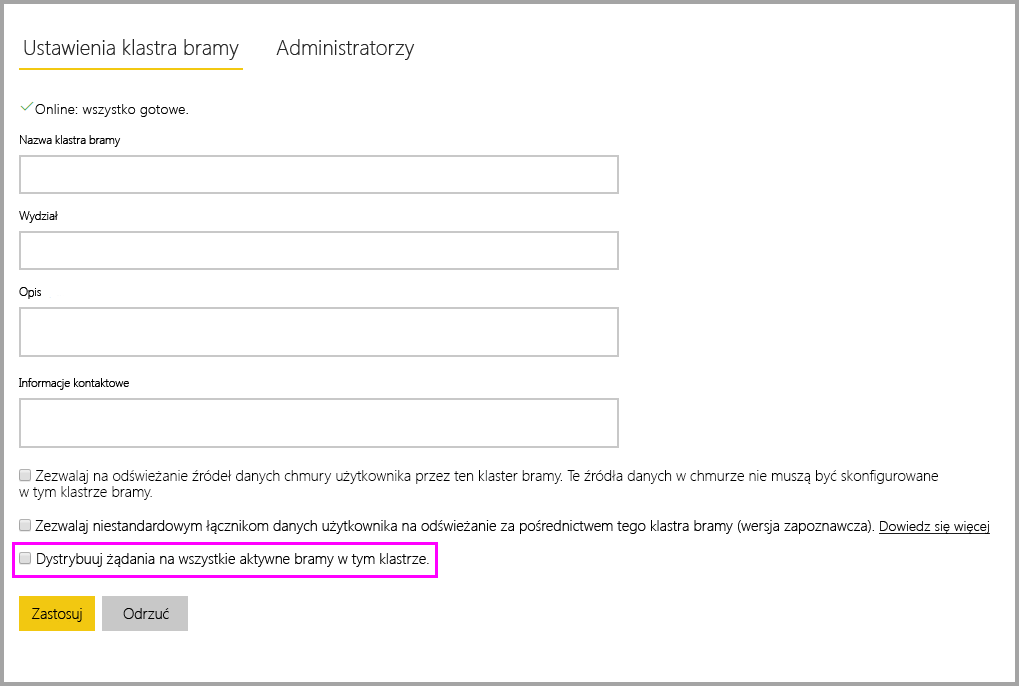 Ustawienia klastra bramy Administratorzy
Online: wszystko gotowe.
Nazwa klastra bramy
Wydział
Opis
Informacje kontaktowe
Zezwalaj na odświeżanie źródeł danych chmury użytkownika przez ten klaster bramy. Te źródła danych w chmurze nie muszą być skonfigurowane
w tym klastrze bramy.
Zezwalaj niestandardowym łącznikom danych użytkownika na odświeżanie za pośrednictwem tego klastra bramy (wersja zapoznawcza). Dowiedz się więcej
Dystrybuuj żądania na wszystkie aktywne bramy w tym klastrze.
Zastosuj Odrzuć